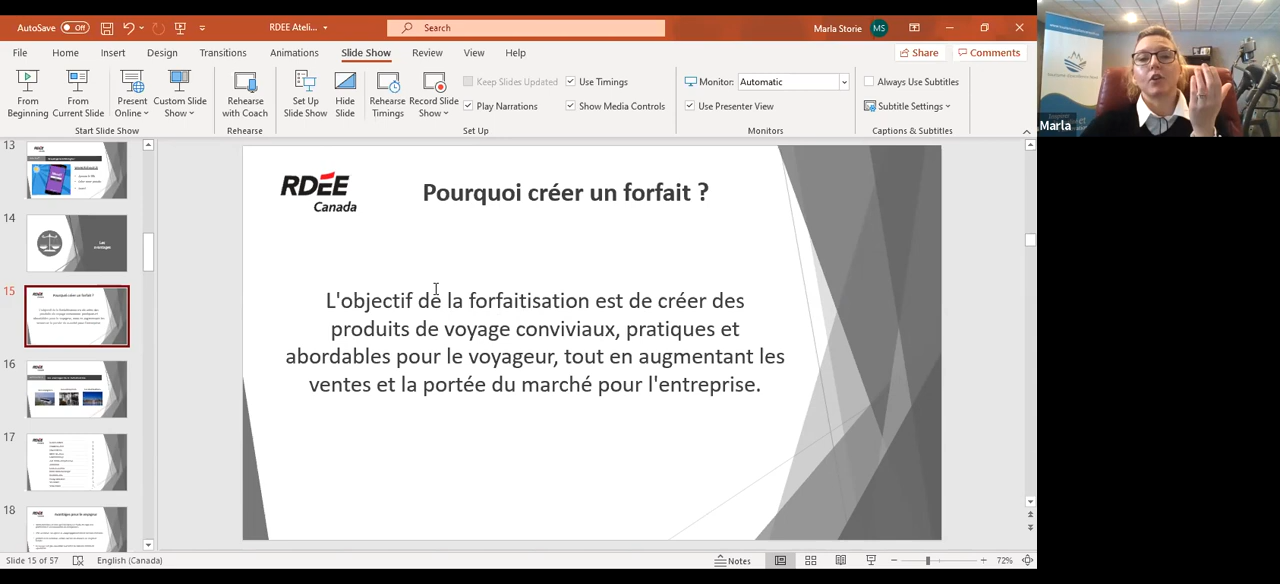 AutoSave Off RDEE Ateli... Search Marla Storie MS
File Home Insert Design Transitions Animations Slide Show Review View Help Share Comments
From Beginning
From Current Slide
Present Online
Custom Slide Show
Start Slide Show
Rehearse with Coach
Rehearse
Set Up Slide Show
Hide Slide
Rehearse Timings
Record Slide Show
Keep Slides Updated
Play Narrations
Use Timings
Show Media Controls
Set Up
Monitor: Automatic
Use Presenter View
Monitors
Always Use Subtitles
Subtitle Settings
Captions & Subtitles
Marla
13
14
15
Pourquoi créer un forfait ?
16
17
18
RDÉE
Canada
Pourquoi créer un forfait ?
L'objectif de la forfaitisation est de créer des
produits de voyage conviviaux, pratiques et
abordables pour le voyageur, tout en augmentant les
ventes et la portée du marché pour l'entreprise.
Slide 15 of 57 English (Canada) Notes 72%